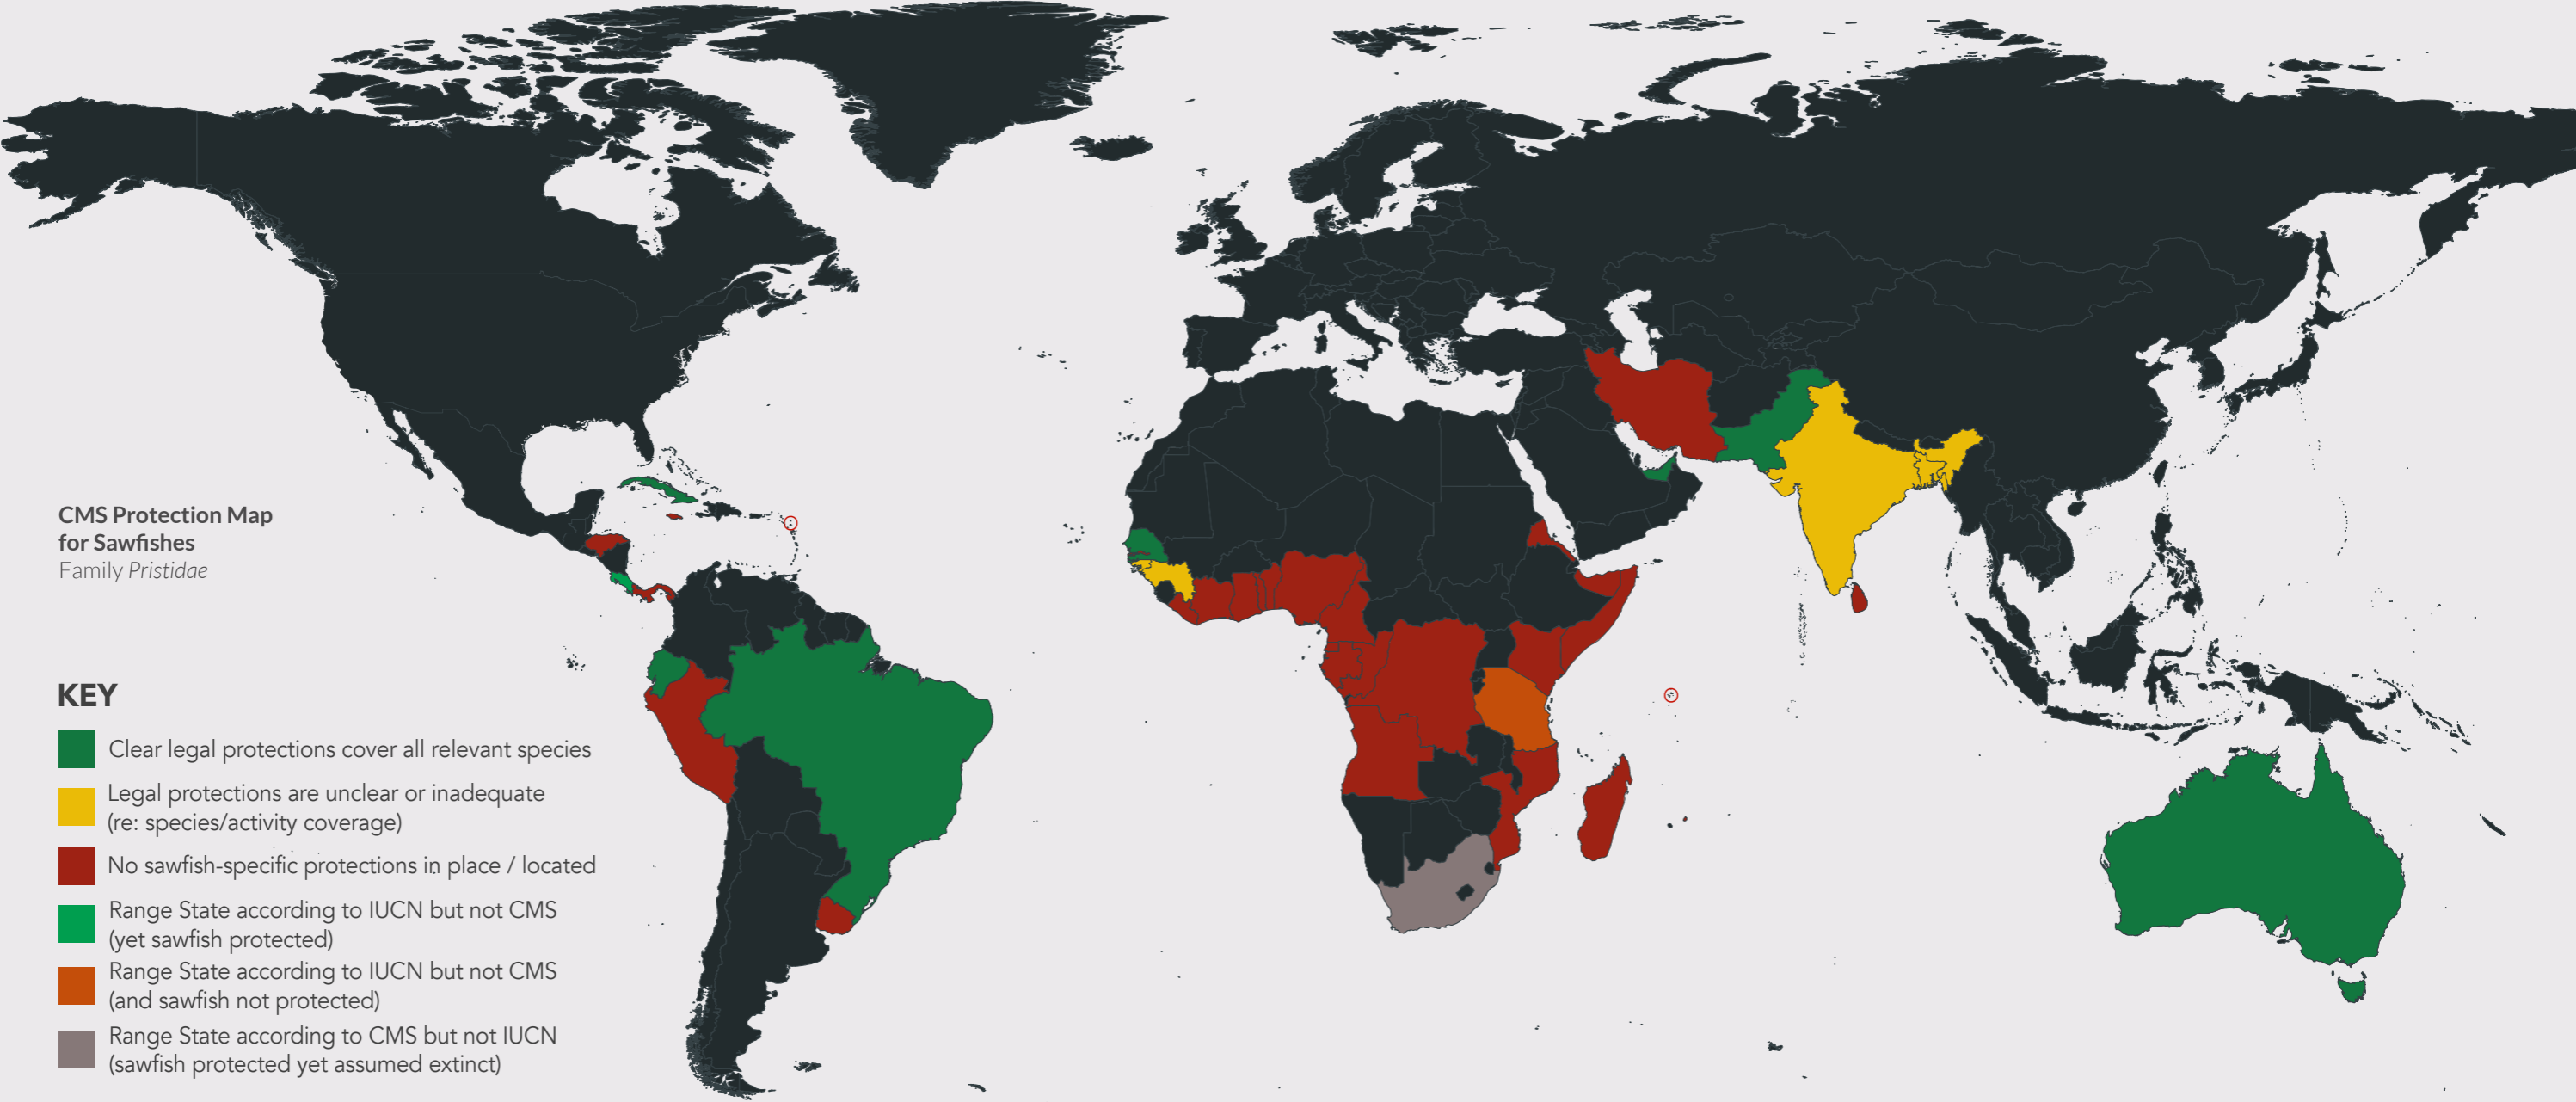 CMS Protection Map
for Sawfishes
Family Pristidae
KEY
Clear legal protections cover all relevant species
Legal protections are unclear or inadequate
(re: species/activity coverage)
No sawfish-specific protections in place / located
Range State according to IUCN but not CMS
(yet sawfish protected)
Range State according to IUCN but not CMS
(and sawfish not protected)
Range State according to CMS but not IUCN
(sawfish protected yet assumed extinct)